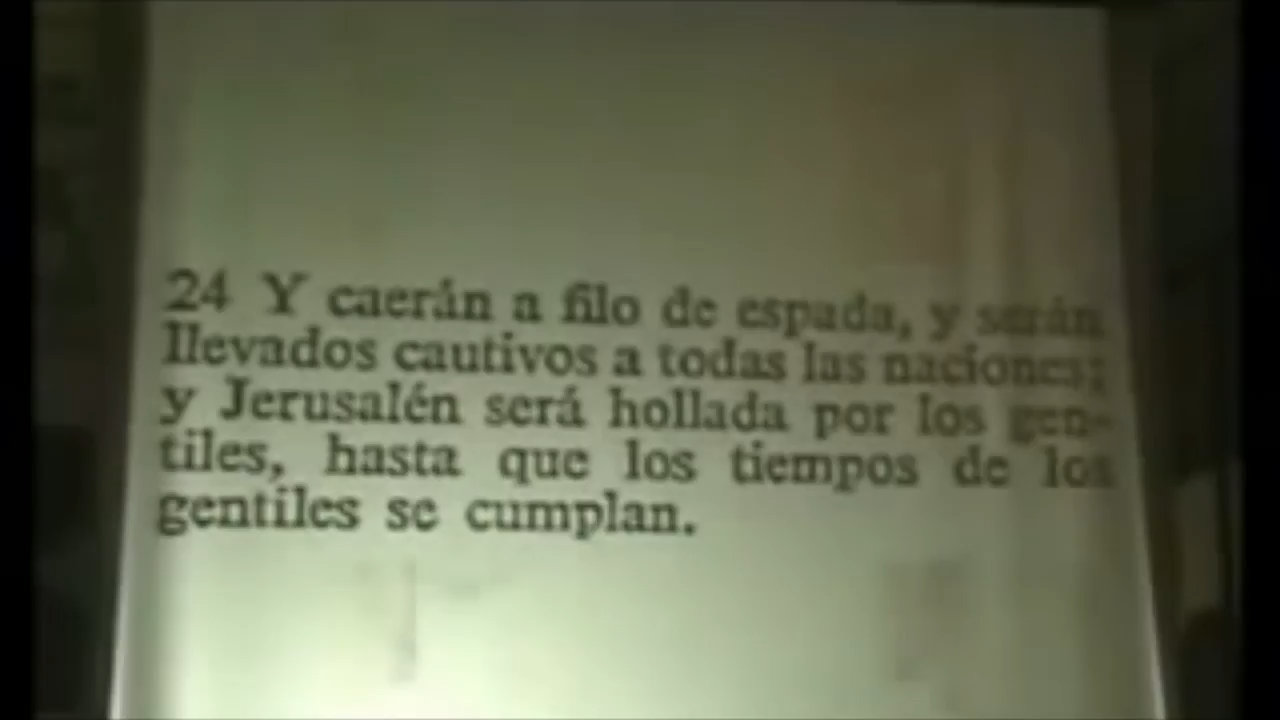 24 Y caerán a filo de espada, y serán
llevados cautivos a todas las naciones;
y Jerusalén será hollada por los gen-
tiles, hasta que los tiempos de los
gentiles se cumplan.